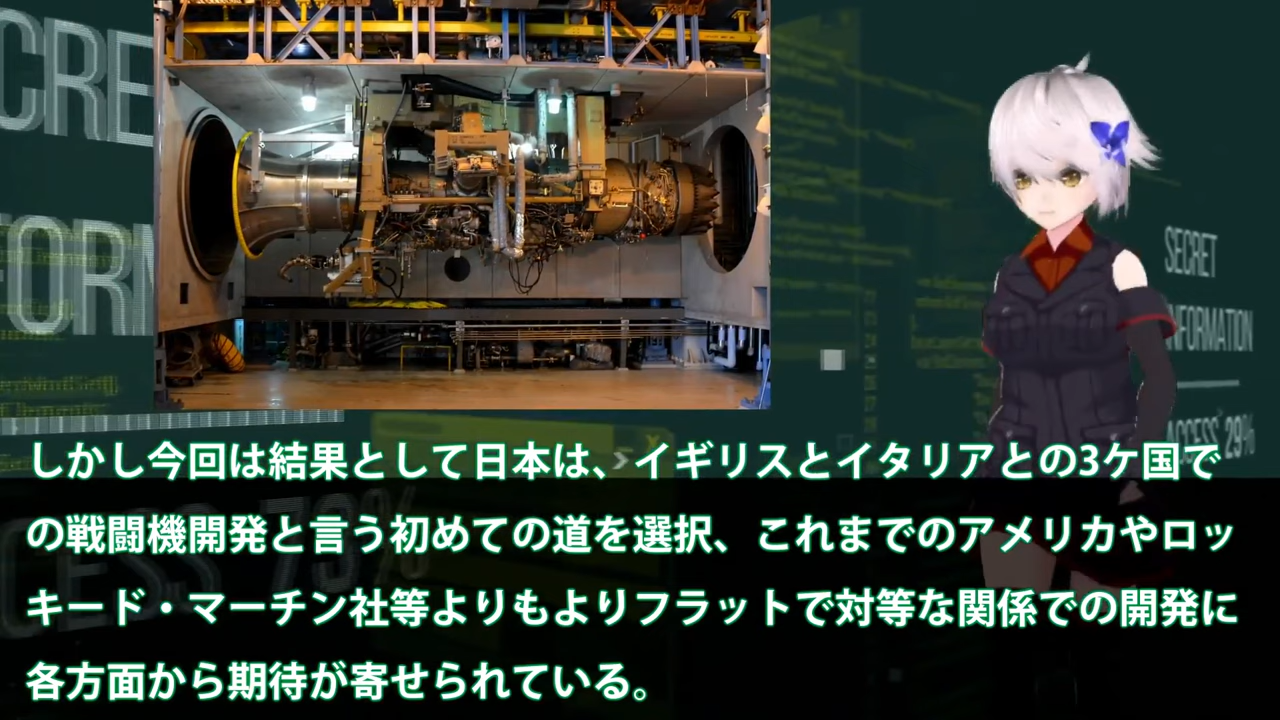 CRE
FORM
SECRET
INFORMATION
ACCESS 29%
しかし今回は結果として日本は、イギリスとイタリアとの3ケ国で
の戦闘機開発と言う初めての道を選択、これまでのアメリカやロッ
キード・マーチン社等よりもよりフラットで対等な関係での開発に
各方面から期待が寄せられている。
CESS 73%